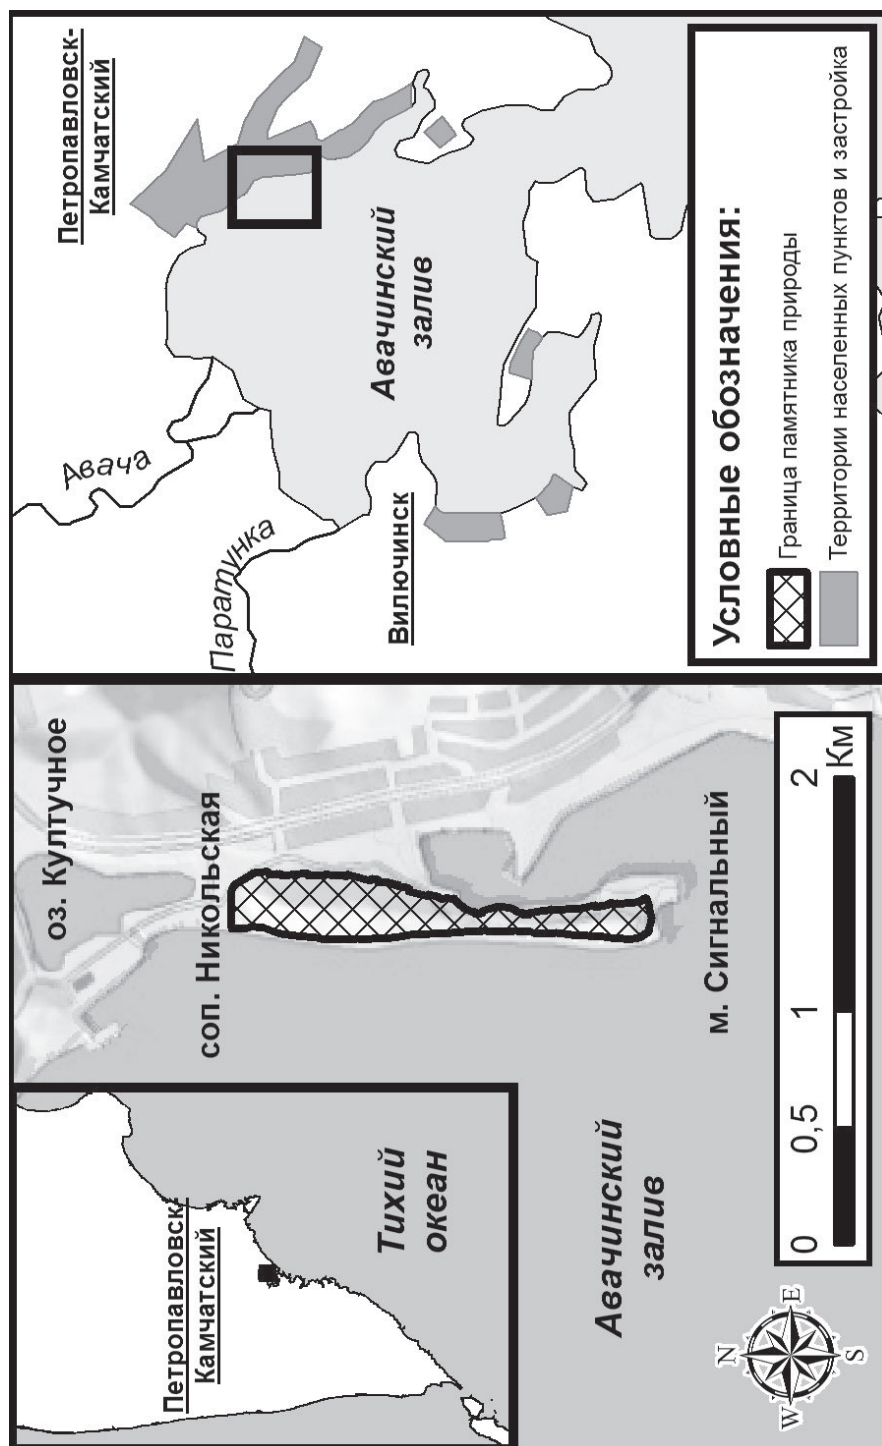 Петропавловск-
Камчатский
Тихий
океан
оз. Култучное
соп. Никольская
м. Сигнальный
Авачинский
залив
N
W
E
S
0
0,5
1
2
Км
Петропавловск-
Камчатский
Авача
Паратунка
Авачинский
залив
Вилючинск
Условные обозначения:
Граница памятника природы
Территории населенных пунктов и застройка